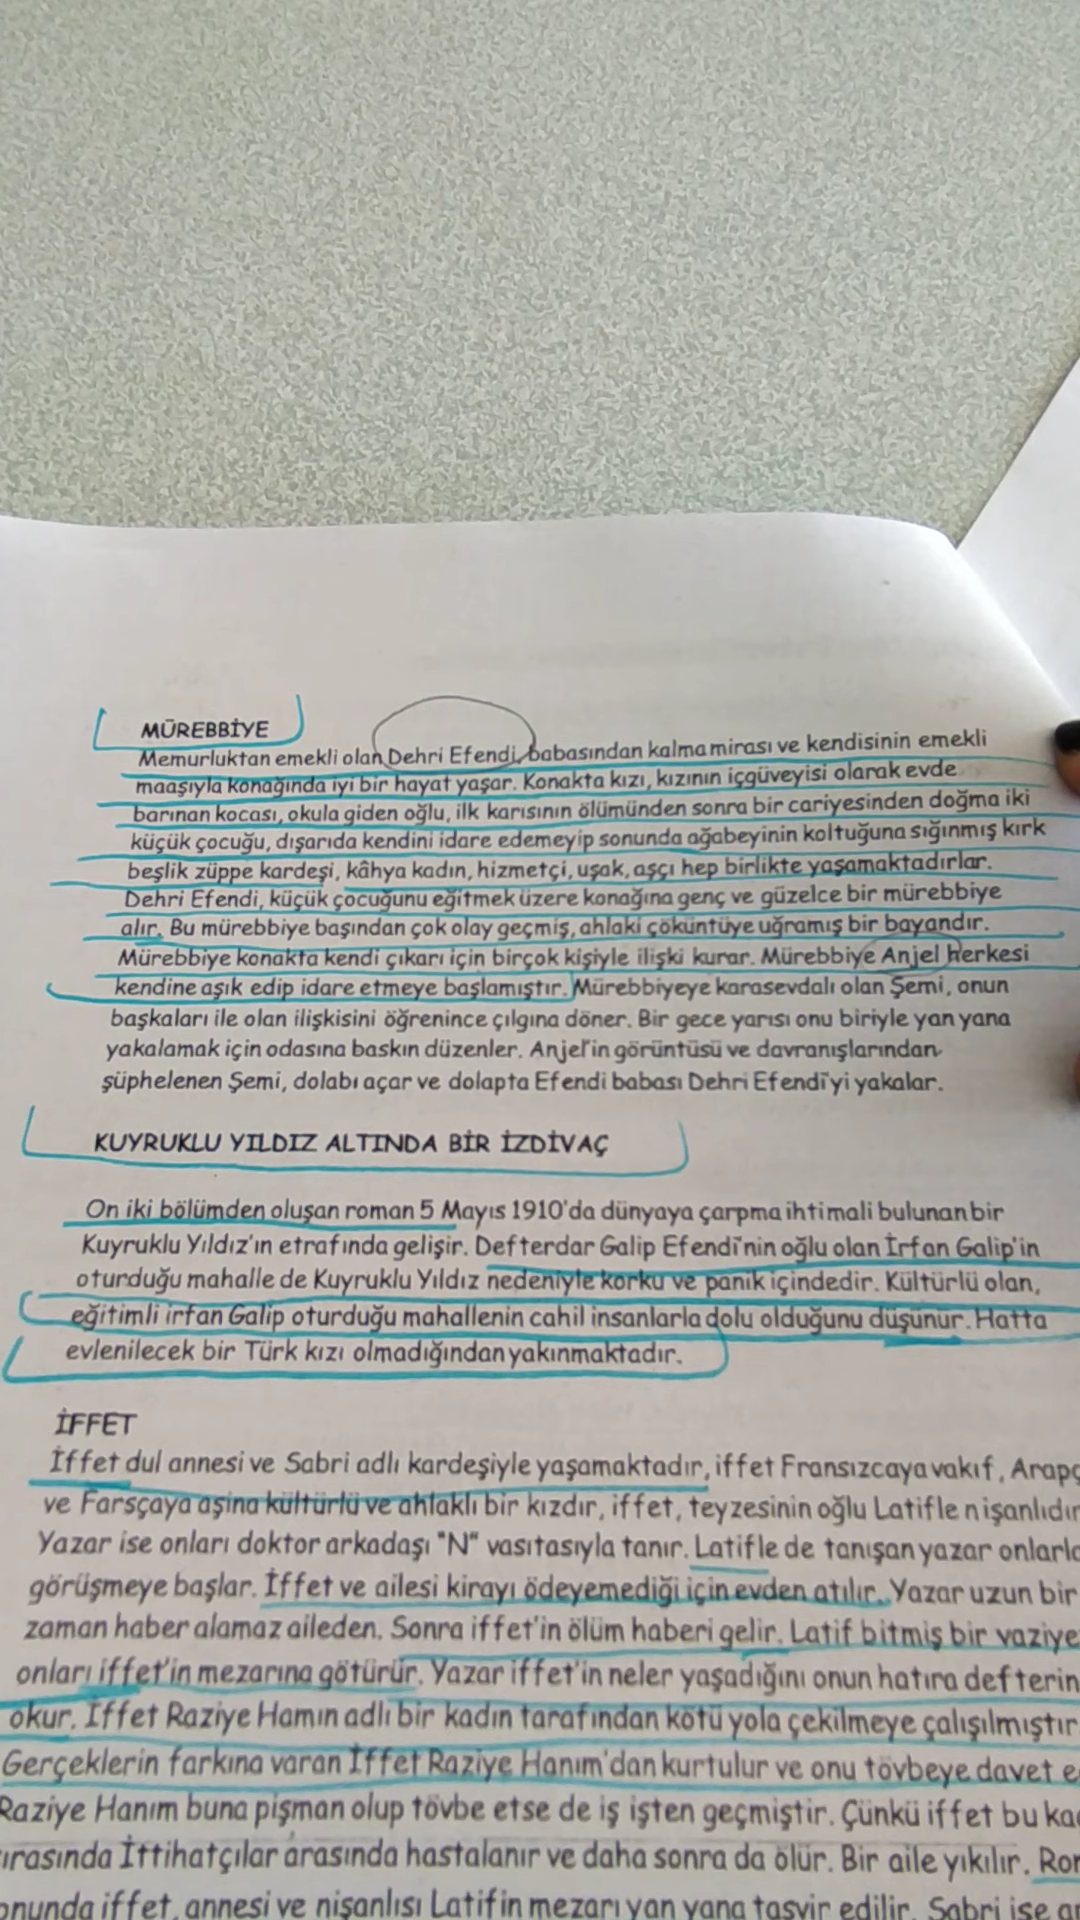 MÜREBBİYE
Memurluktan emekli olan Dehri Efendi, babasından kalma mirası ve kendisinin emekli
maaşıyla konağında iyi bir hayat yaşar. Konakta kızı, kızının içgüveyisi olarak evde
barınan kocası, okula giden oğlu, ilk karısının ölümünden sonra bir cariyesinden doğma iki
küçük çocuğu, dışarıda kendini idare edemeyip sonunda ağabeyinin koltuğuna sığınmış kırk
beşlik züppe kardeşi, kâhya kadın, hizmetçi, uşak, aşçı hep birlikte yaşamaktadırlar.
Dehri Efendi, küçük çocuğunu eğitmek üzere konağına genç ve güzelce bir mürebbiye
alır. Bu mürebbiye başından çok olay geçmiş, ahlaki çöküntüye uğramış bir bayandır.
Mürebbiye konakta kendi çıkarı için birçok kişiyle ilişki kurar. Mürebbiye Anjel herkesi
kendine aşık edip idare etmeye başlamıştır. Mürebbiyeye karasevdalı olan Şemi, onun
başkaları ile olan ilişkisini öğrenince çılgına döner. Bir gece yarısı onu biriyle yan yana
yakalamak için odasına baskın düzenler. Anjel'in görüntüsü ve davranışlarından
şüphelenen Şemi, dolabı açar ve dolapta Efendi babası Dehri Efendi'yi yakalar.
KUYRUKLU YILDIZ ALTINDA BİR İZDİVAÇ
On iki bölümden oluşan roman 5 Mayıs 1910'da dünyaya çarpma ihtimali bulunan bir
Kuyruklu Yıldız'ın etrafında gelişir. Defterdar Galip Efendi'nin oğlu olan İrfan Galip'in
oturduğu mahalle de Kuyruklu Yıldız nedeniyle korku ve panik içindedir. Kültürlü olan,
eğitimli irfan Galip oturduğu mahallenin cahil insanlarla dolu olduğunu düşünür. Hatta
evlenilecek bir Türk kızı olmadığından yakınmaktadır.
İFFET
İffet dul annesi ve Sabri adlı kardeşiyle yaşamaktadır, iffet Fransızcaya vakıf, Arapç
ve Farsçaya aşina kültürlü ve ahlaklı bir kızdır, iffet, teyzesinin oğlu Latifle nişanlıdır
Yazar ise onları doktor arkadaşı "N" vasıtasıyla tanır. Latifle de tanışan yazar onlarla
görüşmeye başlar. İffet ve ailesi kirayı ödeyemediği için evden atılır. Yazar uzun bir
zaman haber alamaz aileden. Sonra iffet'in ölüm haberi gelir. Latif bitmiş bir vaziye
onları iffet'in mezarına götürür. Yazar iffet'in neler yaşadığını onun hatıra defterin
okur. İffet Raziye Hamın adlı bir kadın tarafından kötü yola çekilmeye çalışılmıştır
Gerçeklerin farkına varan İffet Raziye Hanım'dan kurtulur ve onu tövbeye davet e
Raziye Hanım buna pişman olup tövbe etse de iş işten geçmiştir. Çünkü iffet bu ka
ırasında İttihatçılar arasında hastalanır ve daha sonra da ölür. Bir aile yıkılır. Ron
onunda iffet, annesi ve nişanlısı Latifin mezarı yan yana tasvir edilir. Sabri ise